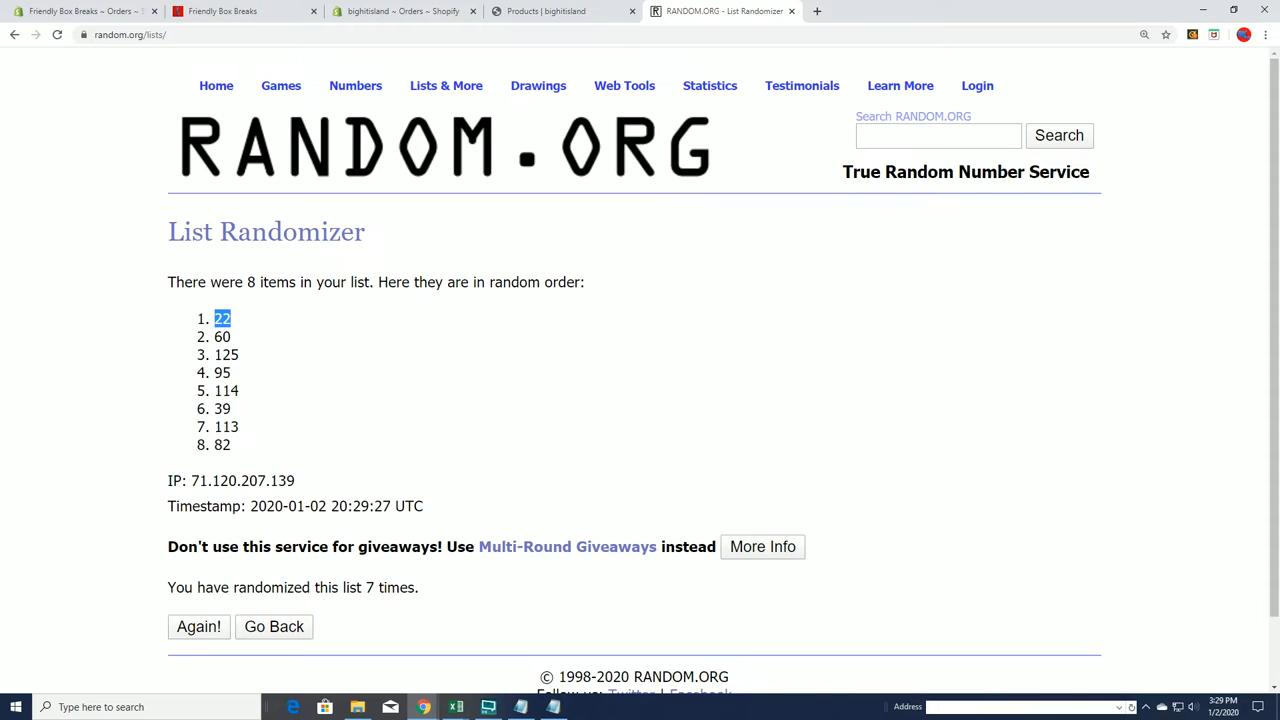 Friendly Box Breaks ~ Orders ~ S
Friendly Box Breaks
bighitisland ~ Orders ~ Shopify
Products | bighitisland
RANDOM.ORG - List Randomizer
random.org/lists/
Home Games Numbers Lists & More Drawings Web Tools Statistics Testimonials Learn More Login
RANDOM.ORG
Search RANDOM.ORG
Search
True Random Number Service
List Randomizer
There were 8 items in your list. Here they are in random order:
1. 22
2. 60
3. 125
4. 95
5. 114
6. 39
7. 113
8. 82
IP: 71.120.207.139
Timestamp: 2020-01-02 20:29:27 UTC
Don't use this service for giveaways! Use Multi-Round Giveaways instead More Info
You have randomized this list 7 times.
Again! Go Back
© 1998-2020 RANDOM.ORG
Follow us: Twitter | Facebook
Type here to search
Address
3:29 PM
1/2/2020